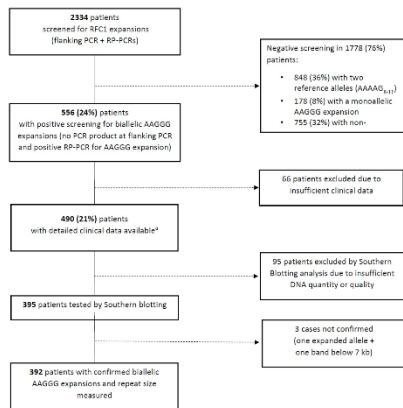 2334 patients
screened for RFC1 expansions
(flanking PCR + RP-PCRs)
Negative screening in 1778 (76%)
patients:
• 848 (36%) with two
reference alleles (AAAAG
• 178 (8%) with a monoallelic
AAGGG expansion
• 755 (32%) with non-
556 (24%) patients
with positive screening for biallelic AAGGG
expansions (no PCR product at flanking PCR
and positive RP-PCR for AAGGG expansion)
66 patients excluded due to
insufficient clinical data
490 (21%) patients
with detailed clinical data availableᵃ
95 patients excluded by Southern
Blotting analysis due to insufficient
DNA quantity or quality
395 patients tested by Southern blotting
3 cases not confirmed
(one expanded allele +
one band below 7 kb)
392 patients with confirmed biallelic
AAGGG expansions and repeat size
measured